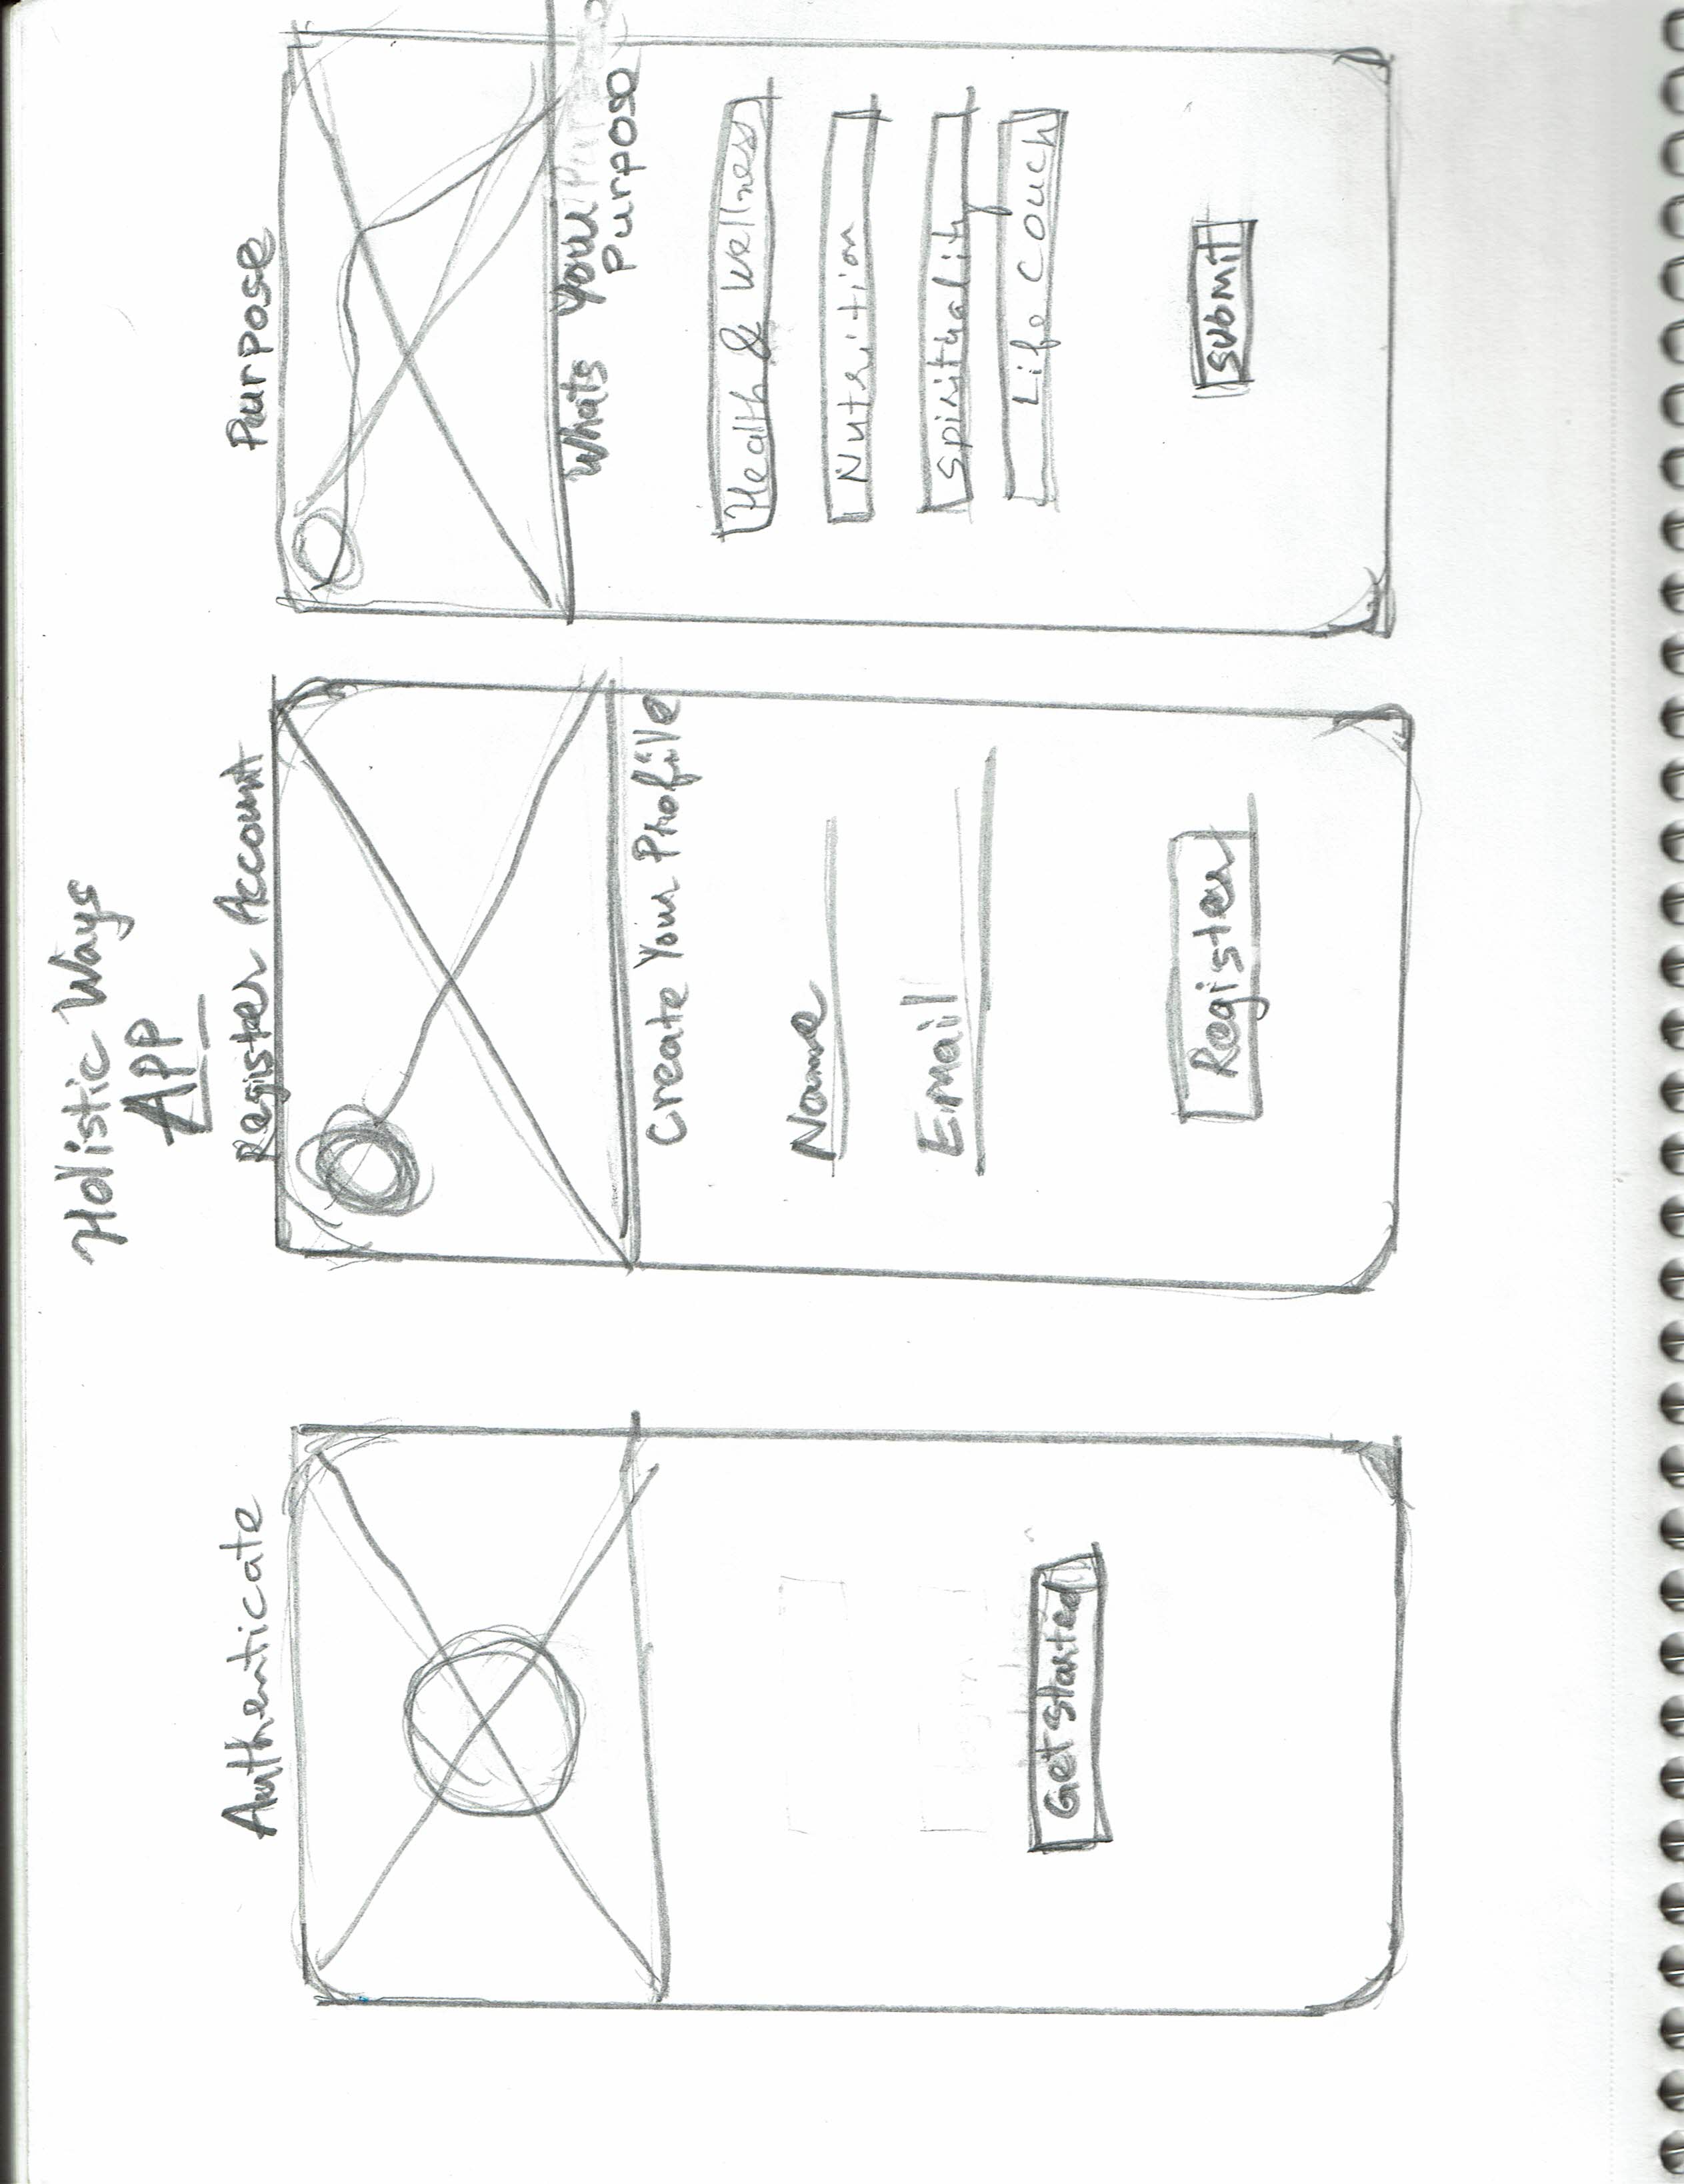 Holistic Ways
APP
Authenticate
Get Started
Register Account
Create Your Profile
Name
Email
Register
Purpose
Whats your
Purpose
Health & Wellness
Nutrition
Spirituality
Life Couch
submit